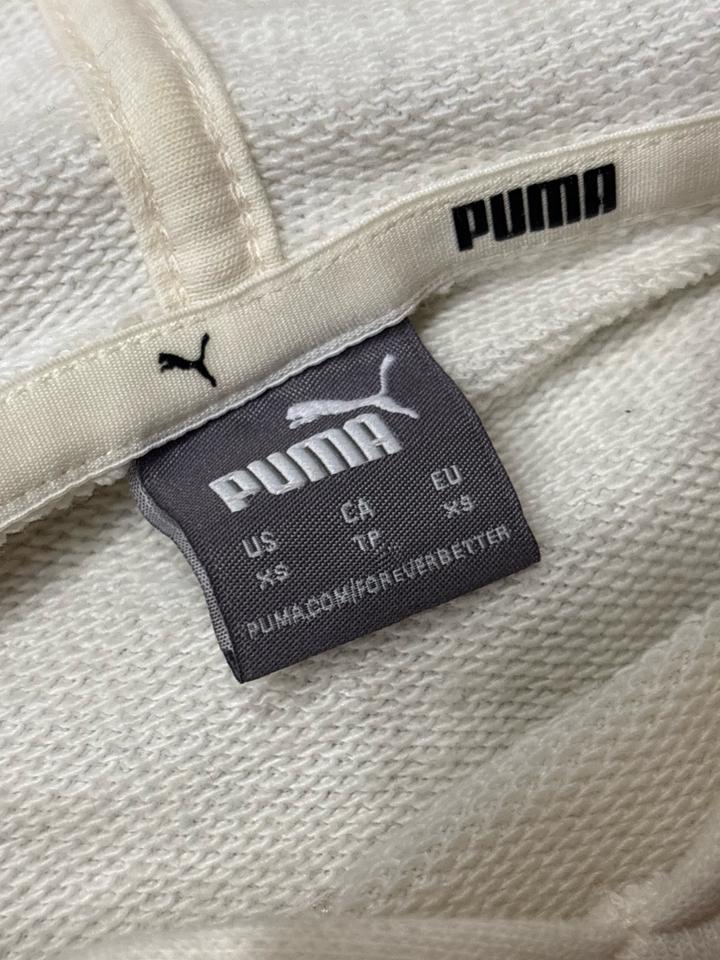 PUMA
PUMA
US CA EU
XS TP XS
PUMA.COM/FOREVERBETTER